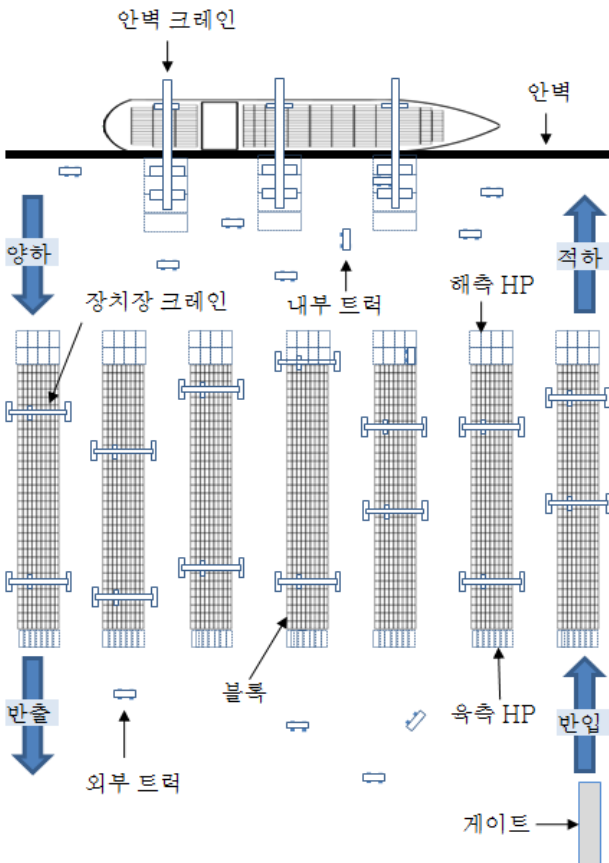 안벽 크레인
안벽
양하
적하
장치장 크레인
내부 트럭
해측 HP
블록
육측 HP
반출
반입
외부 트럭
게이트